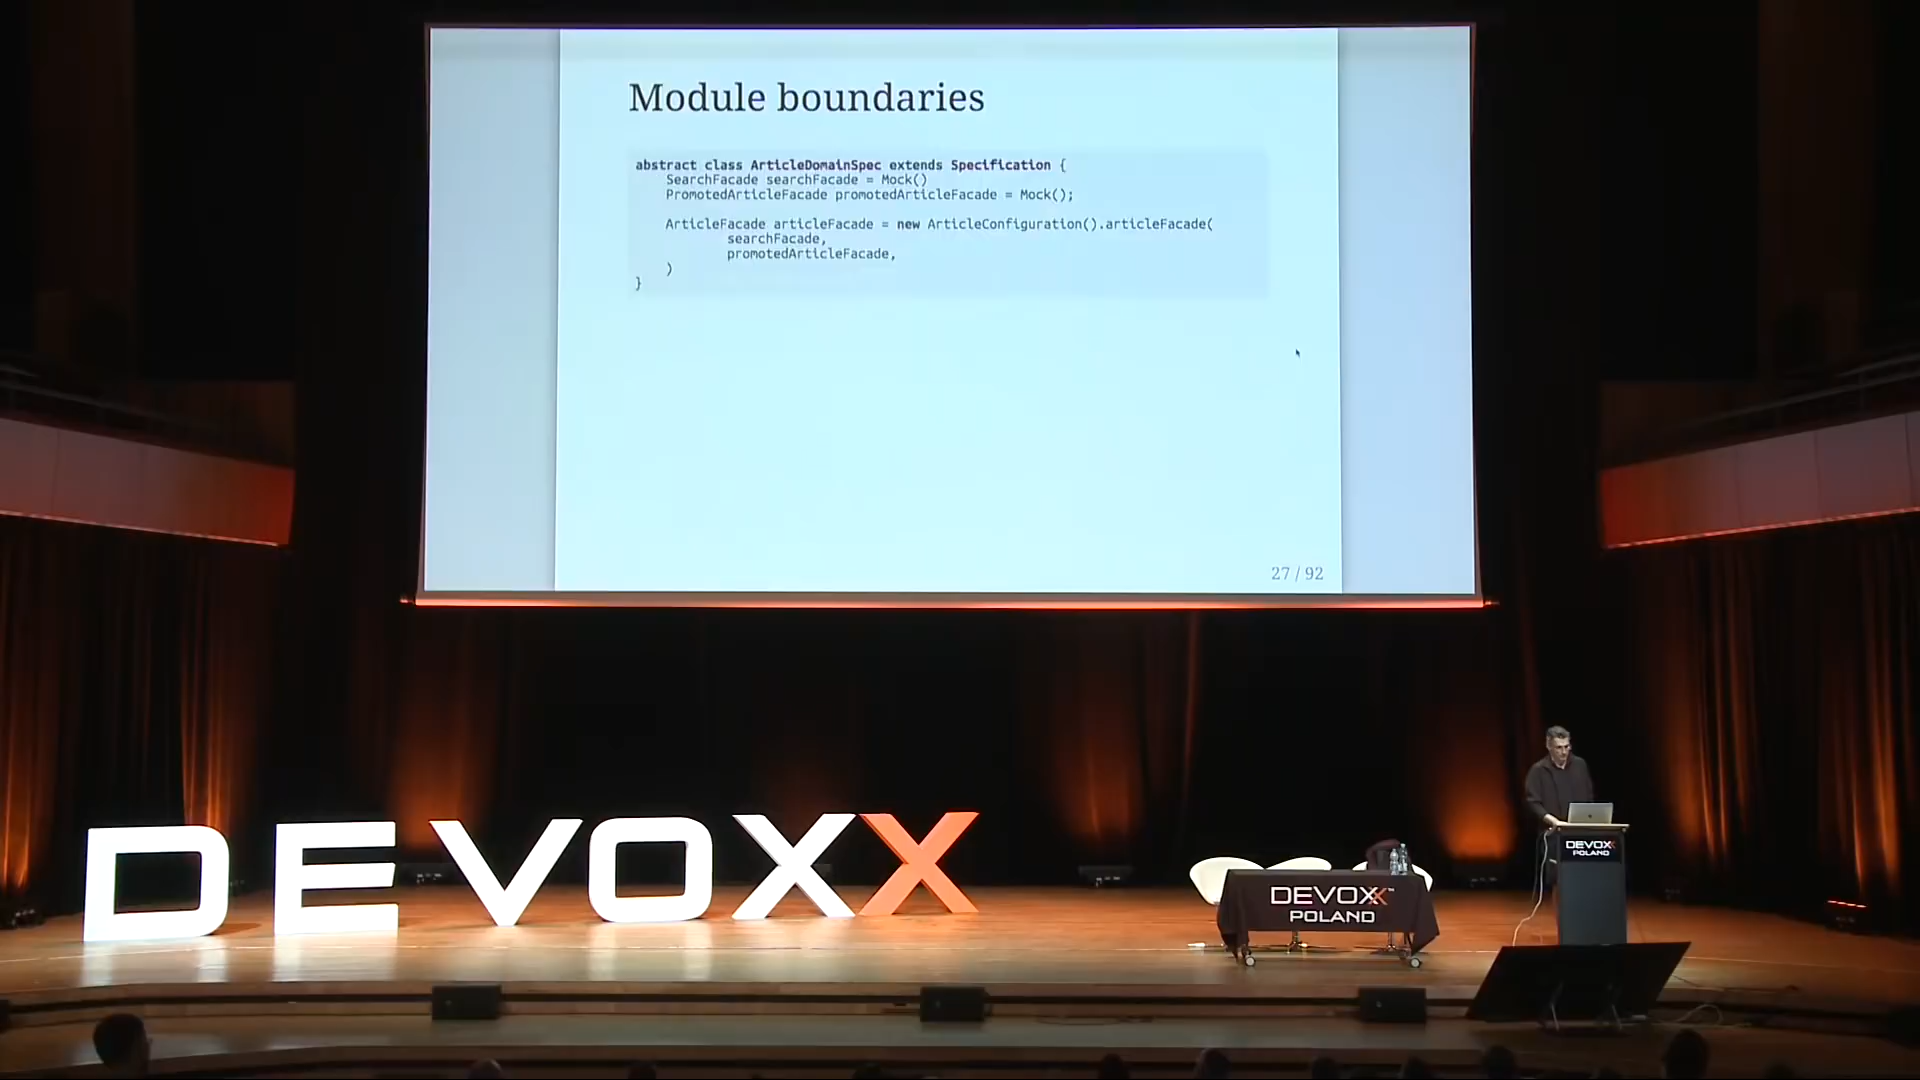 Module boundaries
abstract class ArticleDomainSpec extends Specification {
    SearchFacade searchFacade = Mock()
    PromotedArticleFacade promotedArticleFacade = Mock();
    ArticleFacade articleFacade = new ArticleConfiguration().articleFacade(
            searchFacade,
            promotedArticleFacade,
    )
}
27 / 92
DEVOXX
DEVOXX™
POLAND
DEVOXX
POLAND